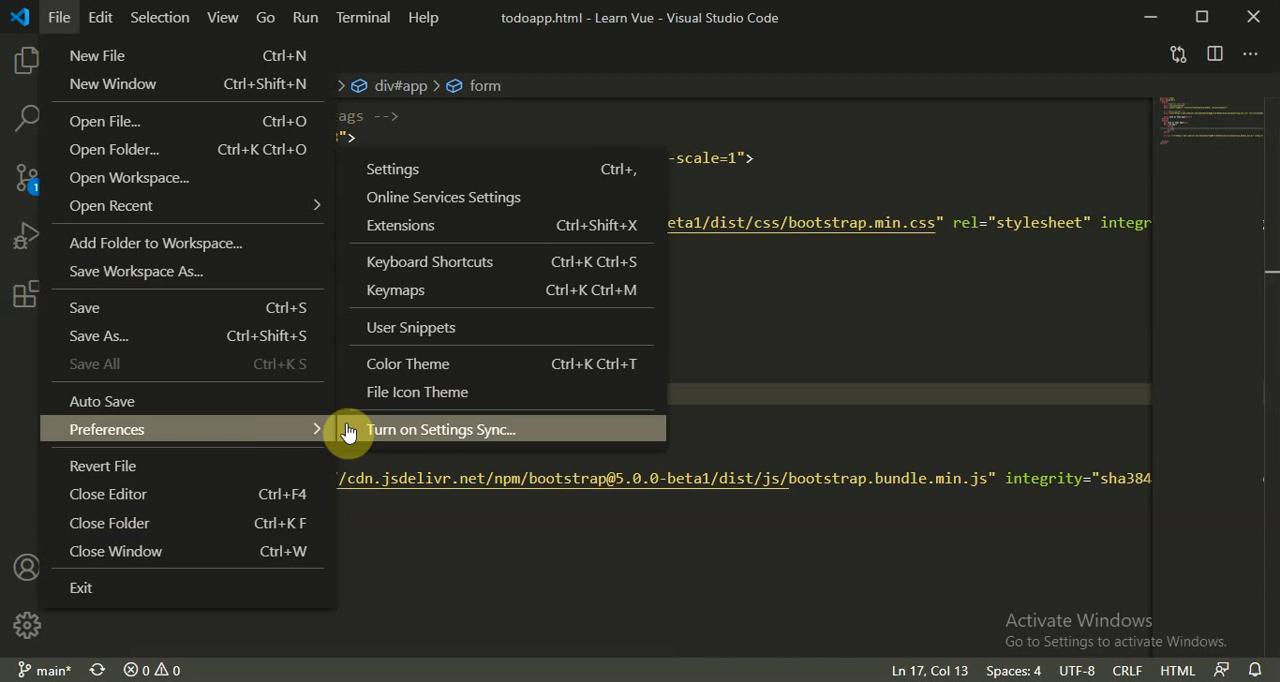 File Edit Selection View Go Run Terminal Help todoapp.html - Learn Vue - Visual Studio Code
New File Ctrl+N
New Window Ctrl+Shift+N
Open File... Ctrl+O
Open Folder... Ctrl+K Ctrl+O
Open Workspace...
Open Recent >
Add Folder to Workspace...
Save Workspace As...
Save Ctrl+S
Save As... Ctrl+Shift+S
Save All Ctrl+K S
Auto Save
Preferences >
Revert File
Close Editor Ctrl+F4
Close Folder Ctrl+K F
Close Window Ctrl+W
Exit
Settings Ctrl+,
Online Services Settings
Extensions Ctrl+Shift+X
Keyboard Shortcuts Ctrl+K Ctrl+S
Keymaps Ctrl+K Ctrl+M
User Snippets
Color Theme Ctrl+K Ctrl+T
File Icon Theme
Turn on Settings Sync...
> div#app > form
ags -->
">
-scale=1">
eta1/dist/css/bootstrap.min.css" rel="stylesheet" integr
/cdn.jsdelivr.net/npm/bootstrap@5.0.0-beta1/dist/js/bootstrap.bundle.min.js" integrity="sha384
1
Activate Windows
Go to Settings to activate Windows.
main* 0 0 Ln 17, Col 13 Spaces: 4 UTF-8 CRLF HTML